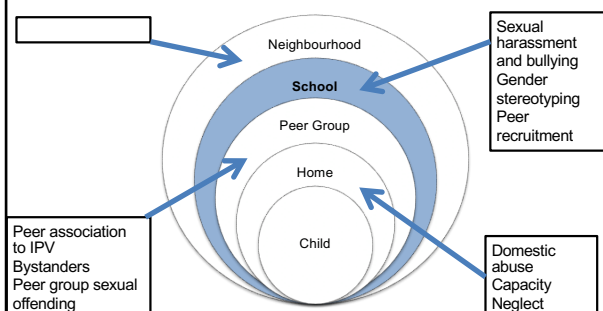 Neighbourhood
School
Peer Group
Home
Child
Sexual
harassment
and bullying
Gender
stereotyping
Peer
recruitment
Peer association
to IPV
Bystanders
Peer group sexual
offending
Domestic
abuse
Capacity
Neglect